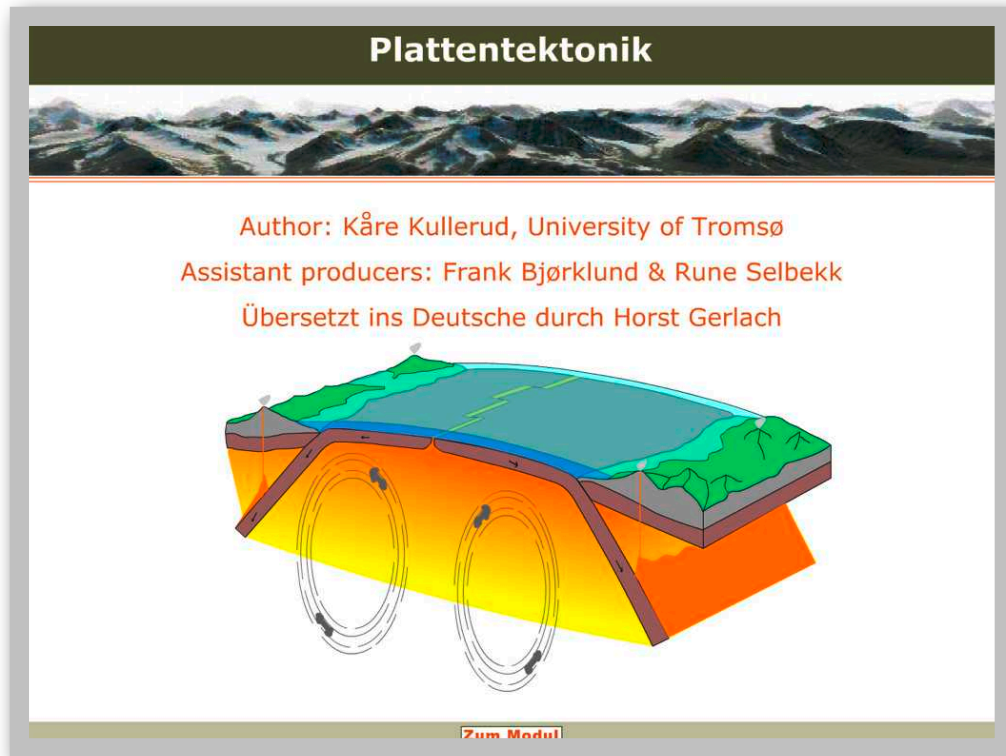 Plattentektonik
Author: Kåre Kullerud, University of Tromsø
Assistant producers: Frank Bjørklund & Rune Selbekk
Übersetzt ins Deutsche durch Horst Gerlach
Zum Modul